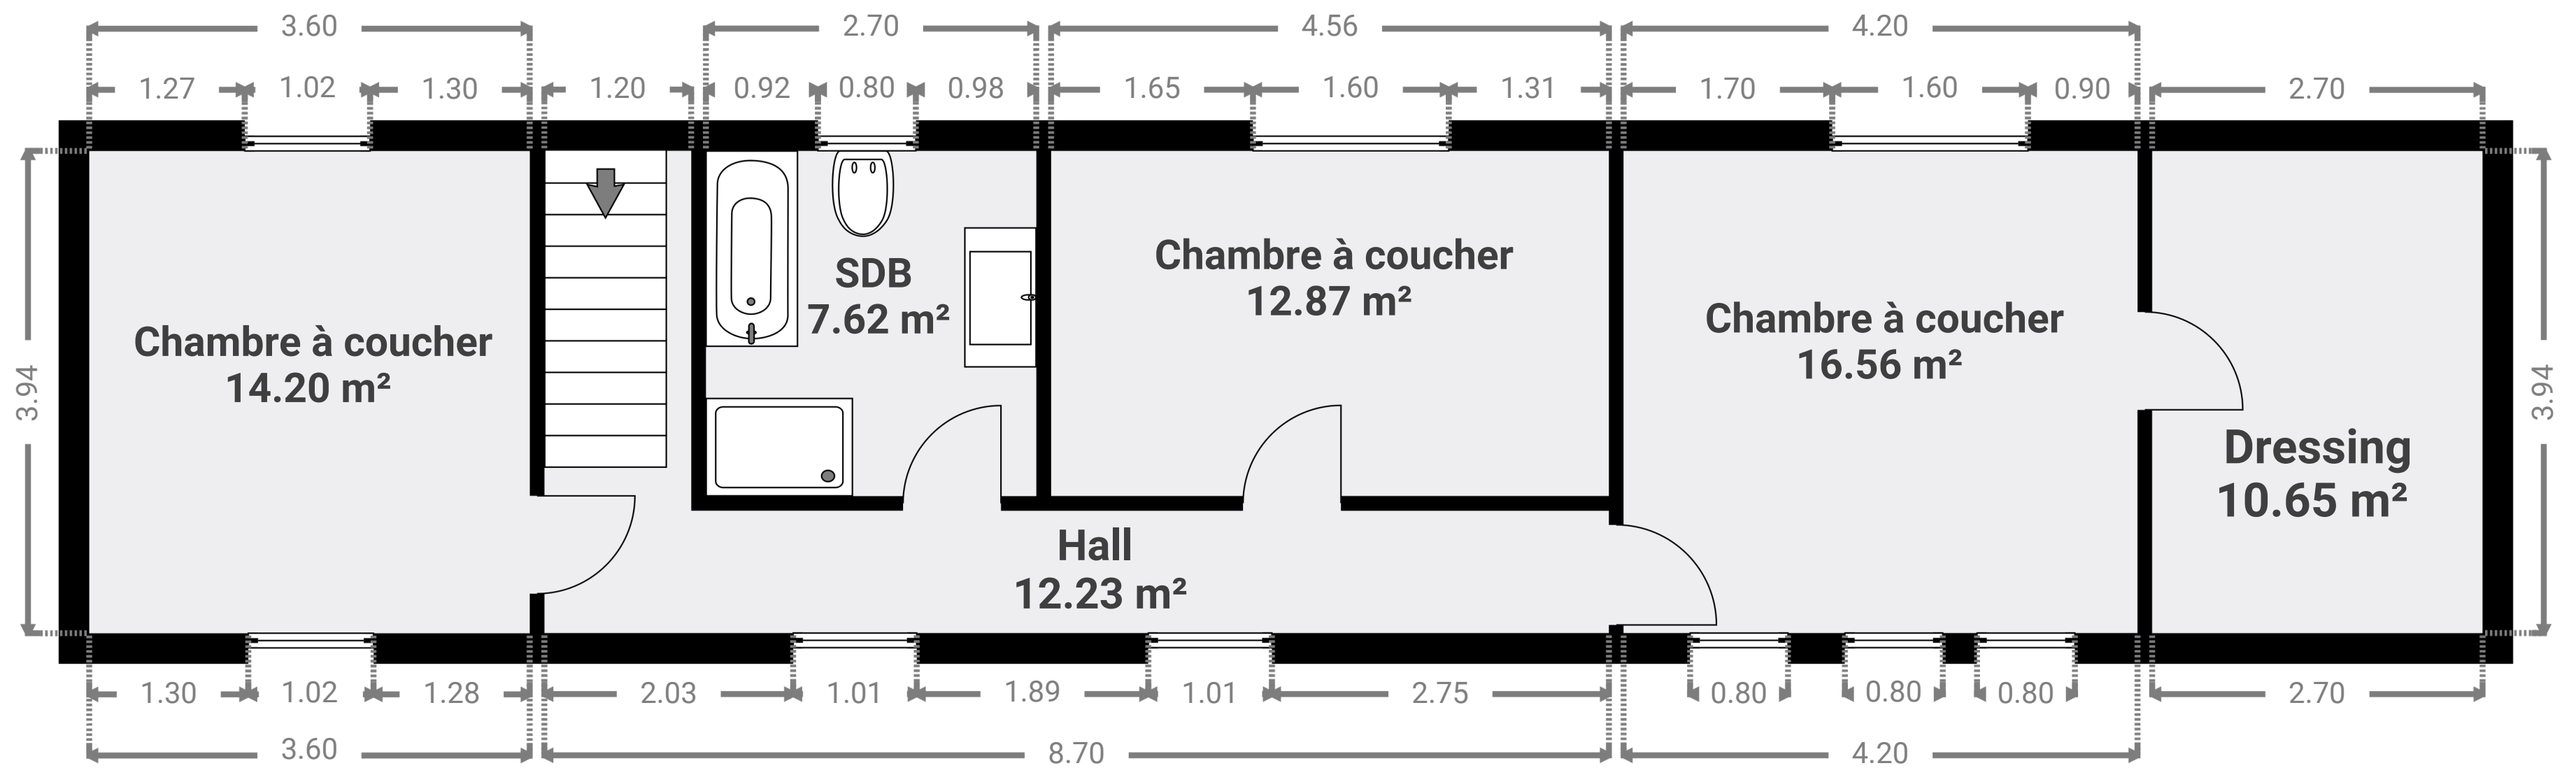 3.60
2.70
4.56
4.20
1.27
1.02
1.30
1.20
0.92
0.80
0.98
1.65
1.60
1.31
1.70
1.60
0.90
2.70
3.94
Chambre à coucher
14.20 m²
SDB
7.62 m²
Chambre à coucher
12.87 m²
Chambre à coucher
16.56 m²
Dressing
10.65 m²
3.94
Hall
12.23 m²
1.30
1.02
1.28
2.03
1.01
1.89
1.01
2.75
0.80
0.80
0.80
2.70
3.60
8.70
4.20